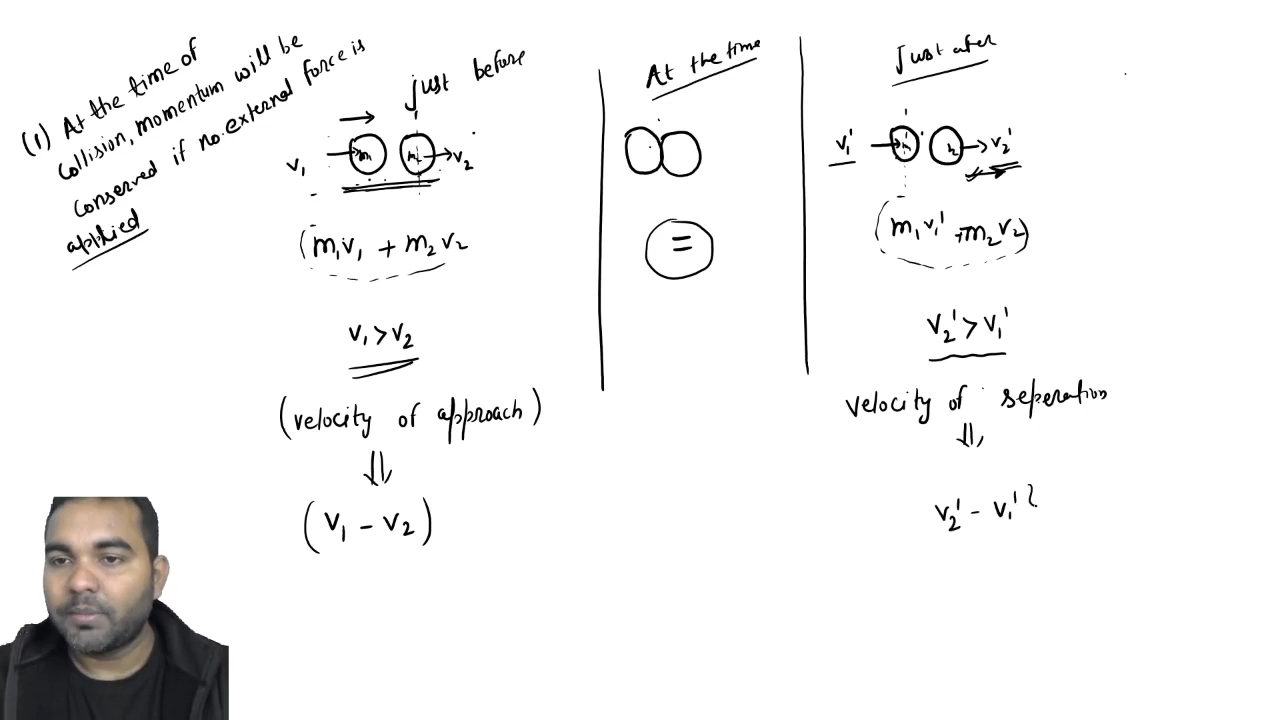 (1) At the time of
collision, momentum will be
conserved if no external force is
applied
just before
v₁
m₁
v₂
(m₁v₁ + m₂v₂
v₁ > v₂
(velocity of approach)
⇓
(v₁ - v₂)
At the time
=
Just after
v₁'
v₂'
(m₁v₁' + m₂v₂)
v₂' > v₁'
velocity of seperation
⇓
v₂' - v₁'